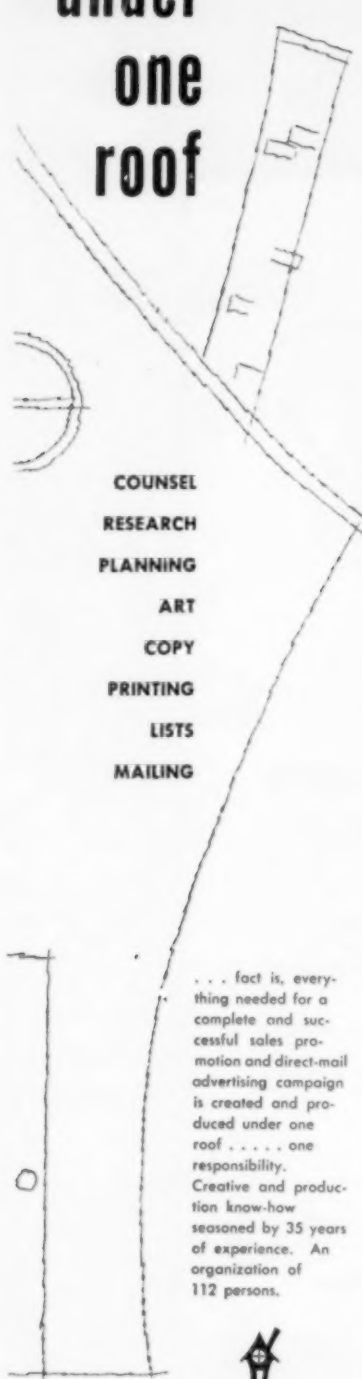 under
one
roof
COUNSEL
RESEARCH
PLANNING
ART
COPY
PRINTING
LISTS
MAILING
. . . fact is, every-
thing needed for a
complete and suc-
cessful sales pro-
motion and direct-mail
advertising campaign
is created and pro-
duced under one
roof . . . . . one
responsibility.
Creative and produc-
tion know-how
seasoned by 35 years
of experience. An
organization of
112 persons.